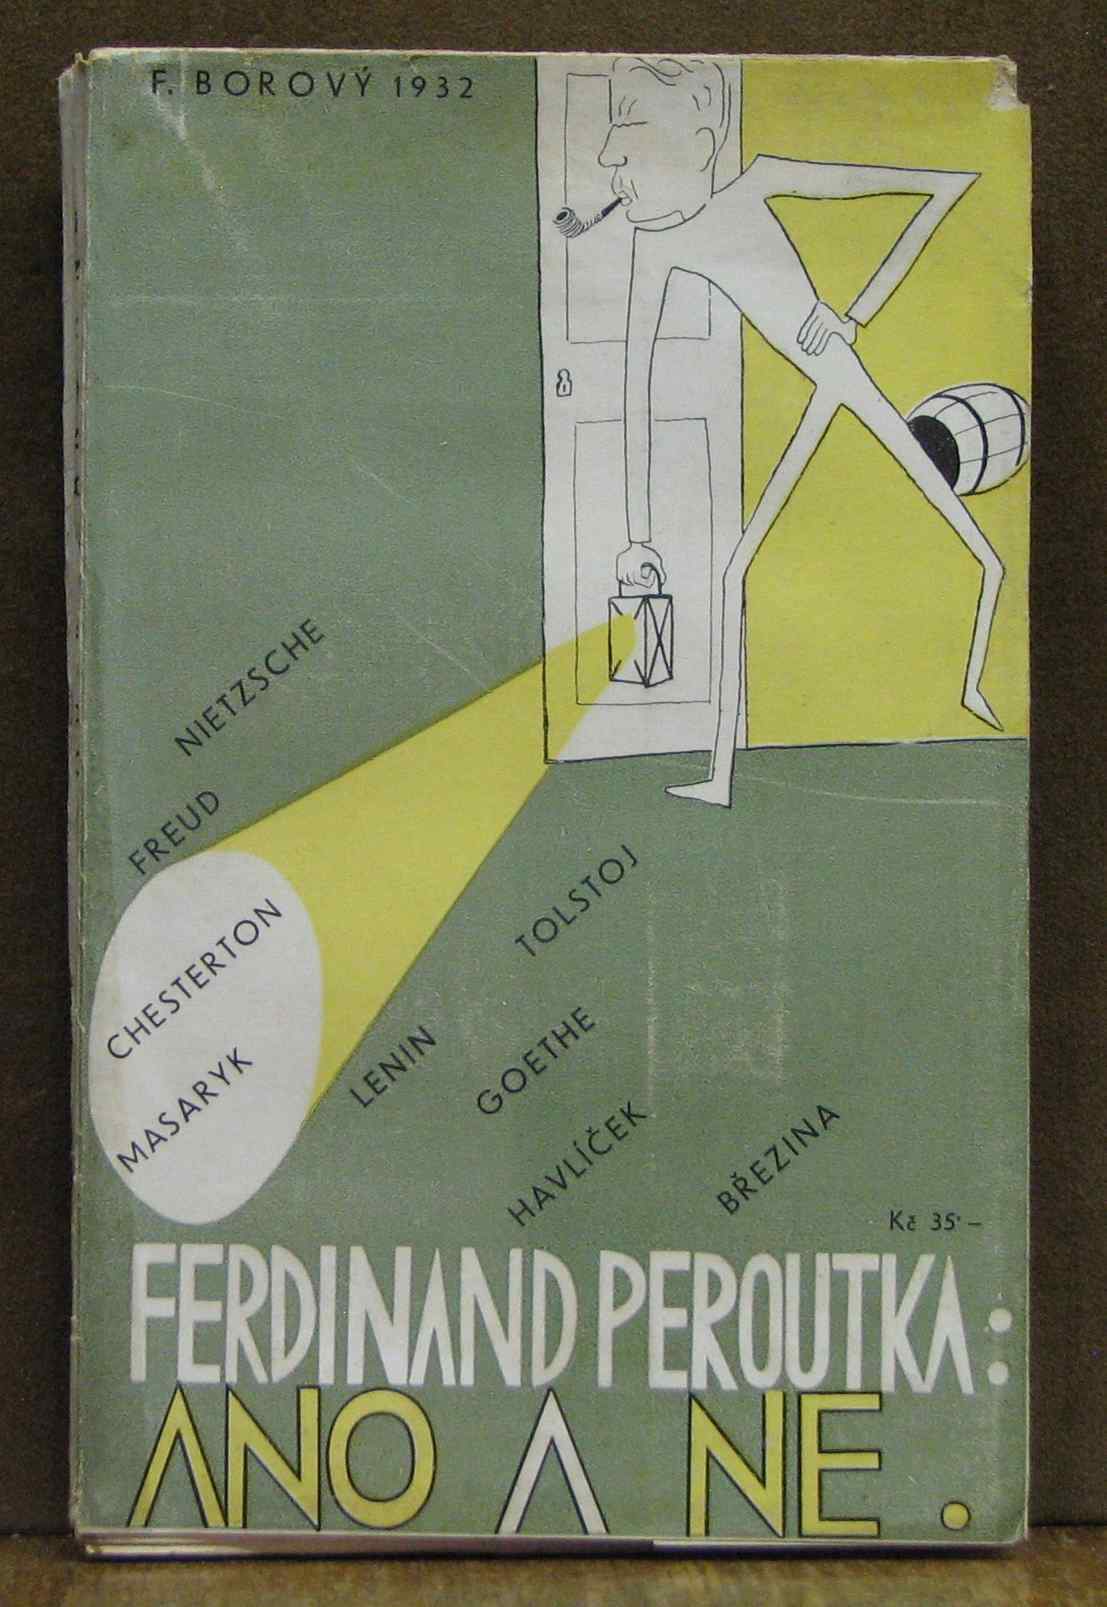 F. BOROVÝ 1932
NIETZSCHE
FREUD
CHESTERTON
MASARYK
TOLSTOJ
LENIN
GOETHE
HAVLÍČEK
BŘEZINA
Kč 35·–
FERDINAND PEROUTKA:
ANO A NE.